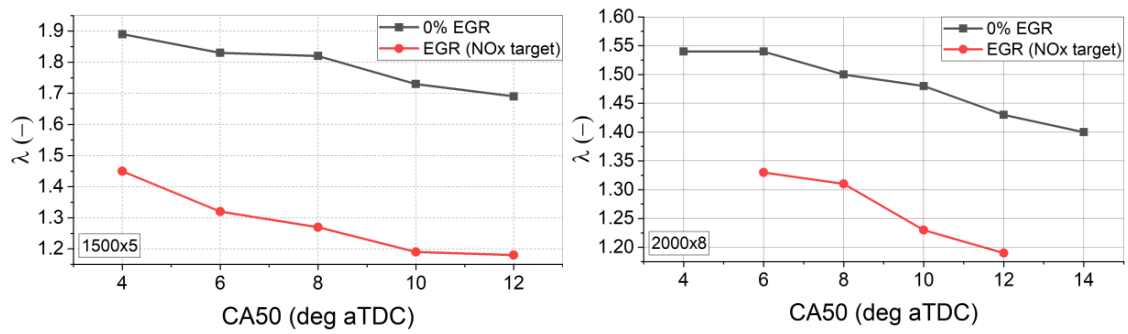 0% EGR
EGR (NOx target)
1.9
1.8
1.7
1.6
1.5
1.4
1.3
1.2
λ (−)
1500x5
4 6 8 10 12
CA50 (deg aTDC)
0% EGR
EGR (NOx target)
1.60
1.55
1.50
1.45
1.40
1.35
1.30
1.25
1.20
λ (−)
2000x8
4 6 8 10 12 14
CA50 (deg aTDC)